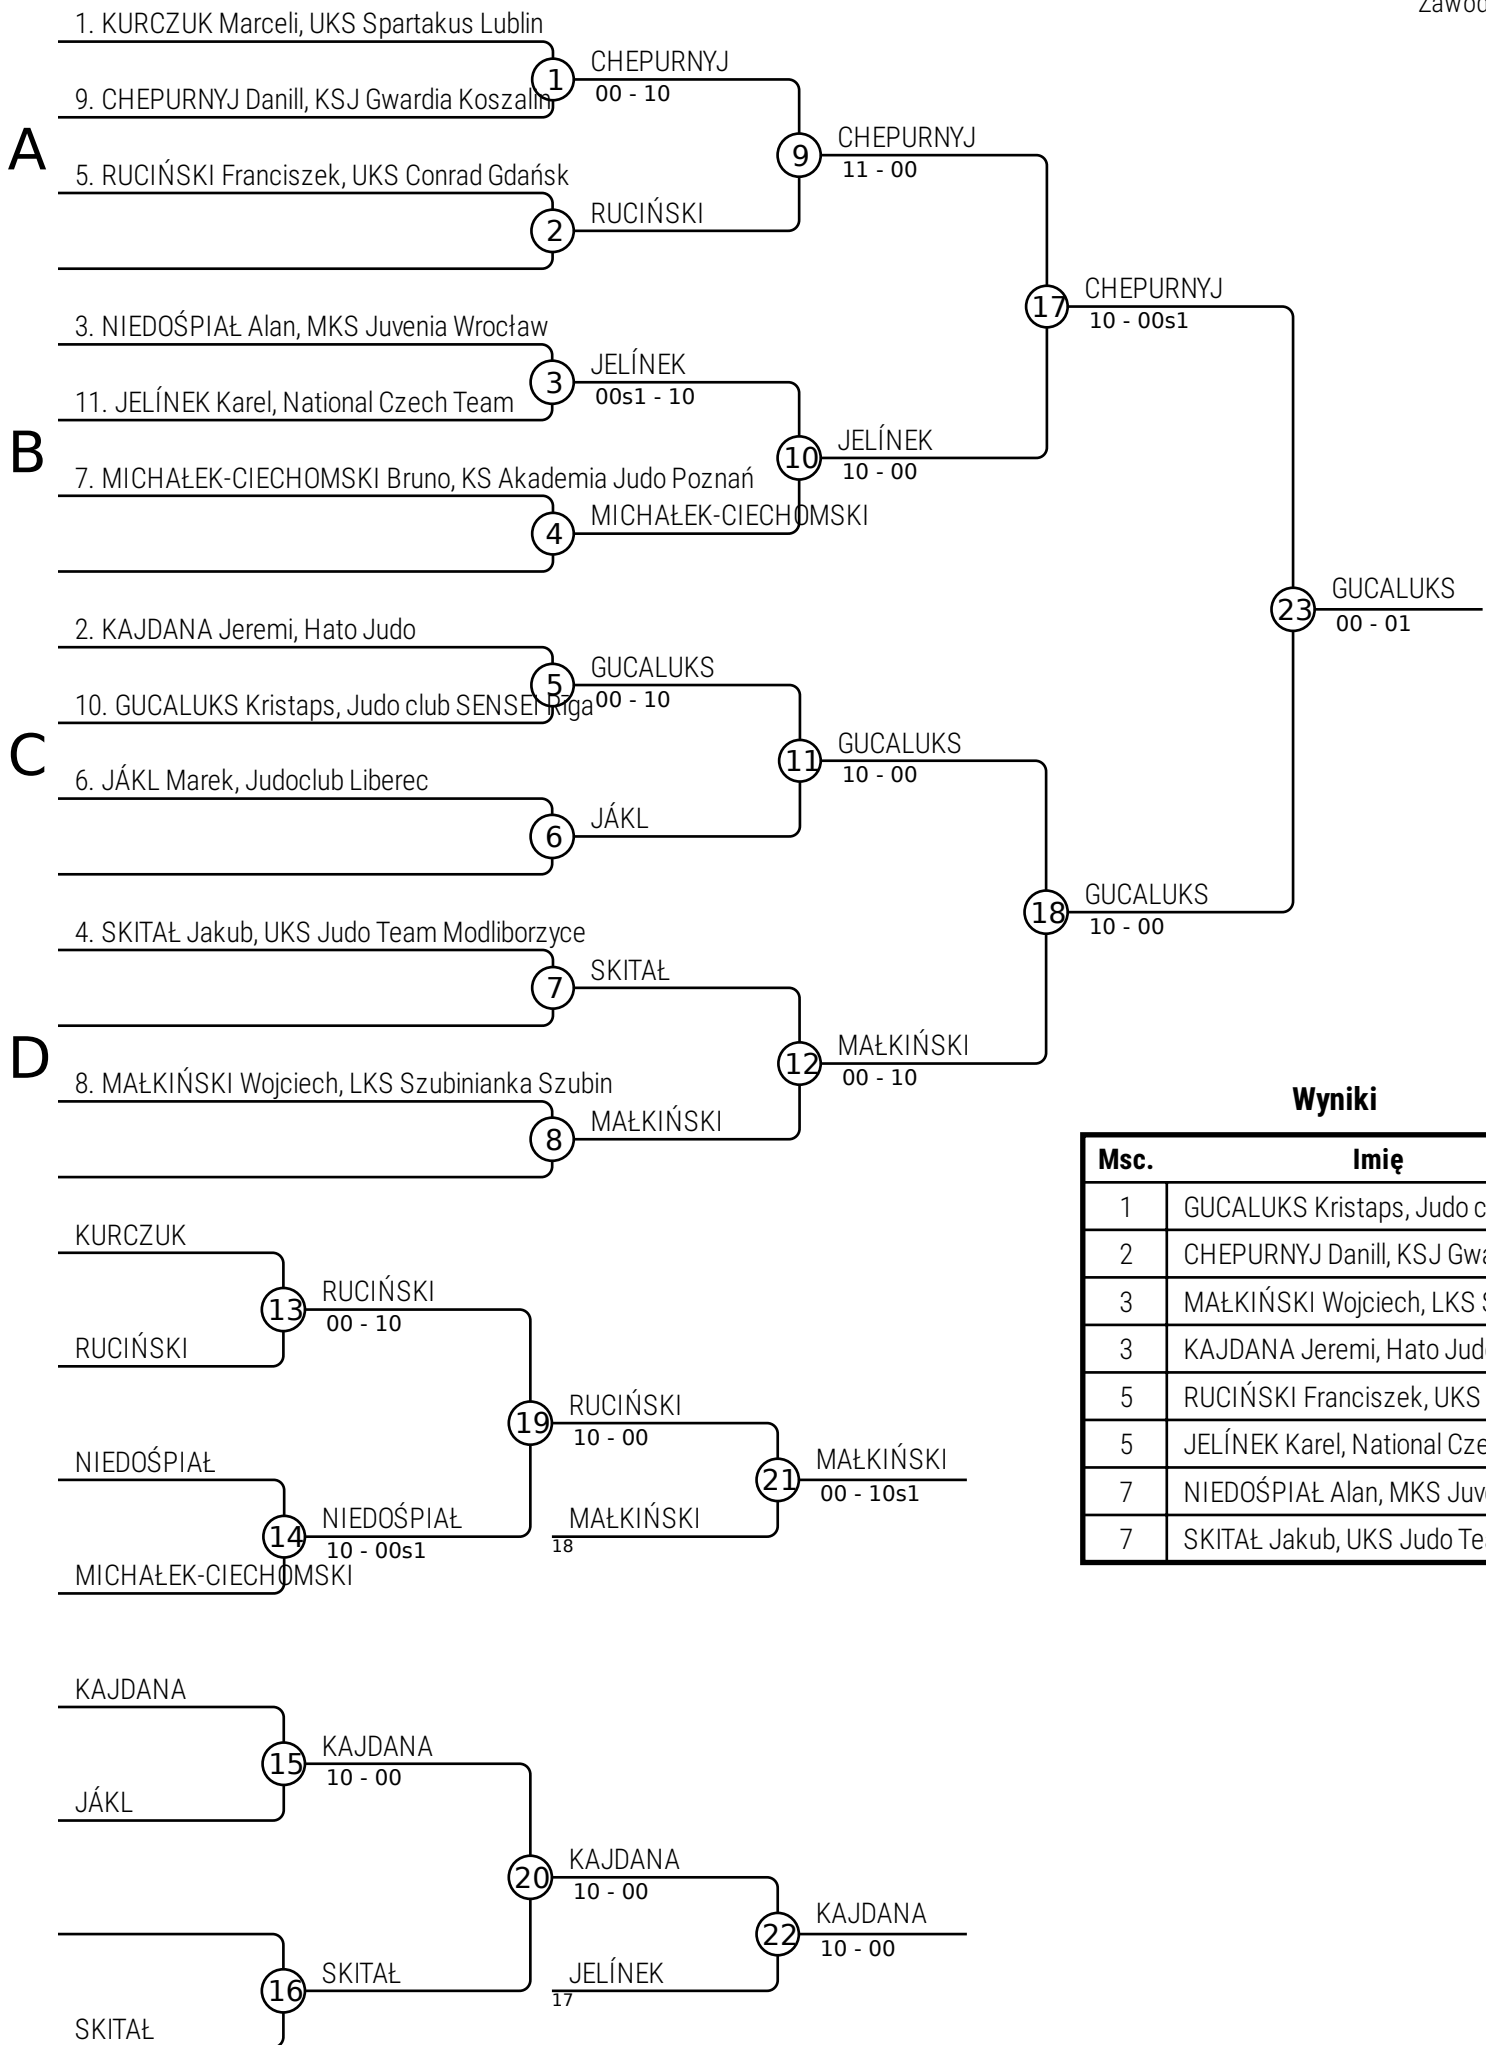 Zawod
1. KURCZUK Marceli, UKS Spartakus Lublin
1
CHEPURNYJ
00 - 10
9. CHEPURNYJ Danill, KSJ Gwardia Koszalin
A
9
CHEPURNYJ
11 - 00
5. RUCIŃSKI Franciszek, UKS Conrad Gdańsk
2
RUCIŃSKI
17
CHEPURNYJ
10 - 00s1
3. NIEDOŚPIAŁ Alan, MKS Juvenia Wrocław
3
JELÍNEK
00s1 - 10
11. JELÍNEK Karel, National Czech Team
B
10
JELÍNEK
10 - 00
7. MICHAŁEK-CIECHOMSKI Bruno, KS Akademia Judo Poznań
4
MICHAŁEK-CIECHOMSKI
23
GUCALUKS
00 - 01
2. KAJDANA Jeremi, Hato Judo
5
GUCALUKS
00 - 10
10. GUCALUKS Kristaps, Judo club SENSEI Rīga
C
11
GUCALUKS
10 - 00
6. JÁKL Marek, Judoclub Liberec
6
JÁKL
18
GUCALUKS
10 - 00
4. SKITAŁ Jakub, UKS Judo Team Modliborzyce
7
SKITAŁ
D
12
MAŁKIŃSKI
00 - 10
8. MAŁKIŃSKI Wojciech, LKS Szubinianka Szubin
8
MAŁKIŃSKI
Wyniki
Msc. Imię
1 GUCALUKS Kristaps, Judo c
2 CHEPURNYJ Danill, KSJ Gwa
3 MAŁKIŃSKI Wojciech, LKS S
3 KAJDANA Jeremi, Hato Jud
5 RUCIŃSKI Franciszek, UKS
5 JELÍNEK Karel, National Cze
7 NIEDOŚPIAŁ Alan, MKS Juv
7 SKITAŁ Jakub, UKS Judo Te
KURCZUK
13
RUCIŃSKI
00 - 10
RUCIŃSKI
19
RUCIŃSKI
10 - 00
NIEDOŚPIAŁ
14
NIEDOŚPIAŁ
10 - 00s1
MICHAŁEK-CIECHOMSKI
21
MAŁKIŃSKI
00 - 10s1
MAŁKIŃSKI
18
KAJDANA
15
KAJDANA
10 - 00
JÁKL
20
KAJDANA
10 - 00
22
KAJDANA
10 - 00
16
SKITAŁ
JELÍNEK
17
SKITAŁ